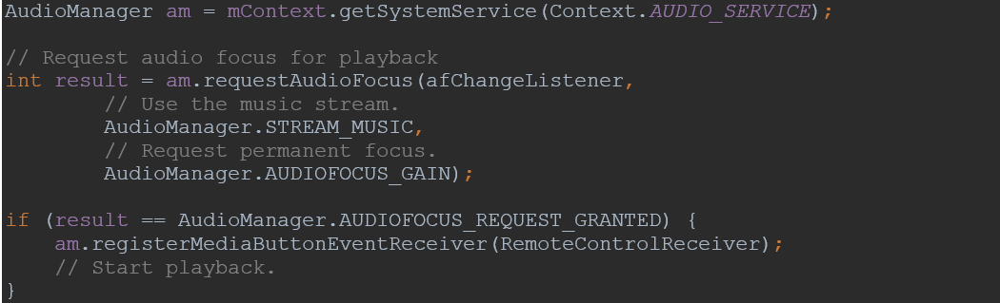 AudioManager am = mContext.getSystemService(Context.AUDIO_SERVICE);
// Request audio focus for playback
int result = am.requestAudioFocus(afChangeListener,
// Use the music stream.
AudioManager.STREAM_MUSIC,
// Request permanent focus.
AudioManager.AUDIOFOCUS_GAIN);
if (result == AudioManager.AUDIOFOCUS_REQUEST_GRANTED) {
am.registerMediaButtonEventReceiver(RemoteControlReceiver);
// Start playback.
}